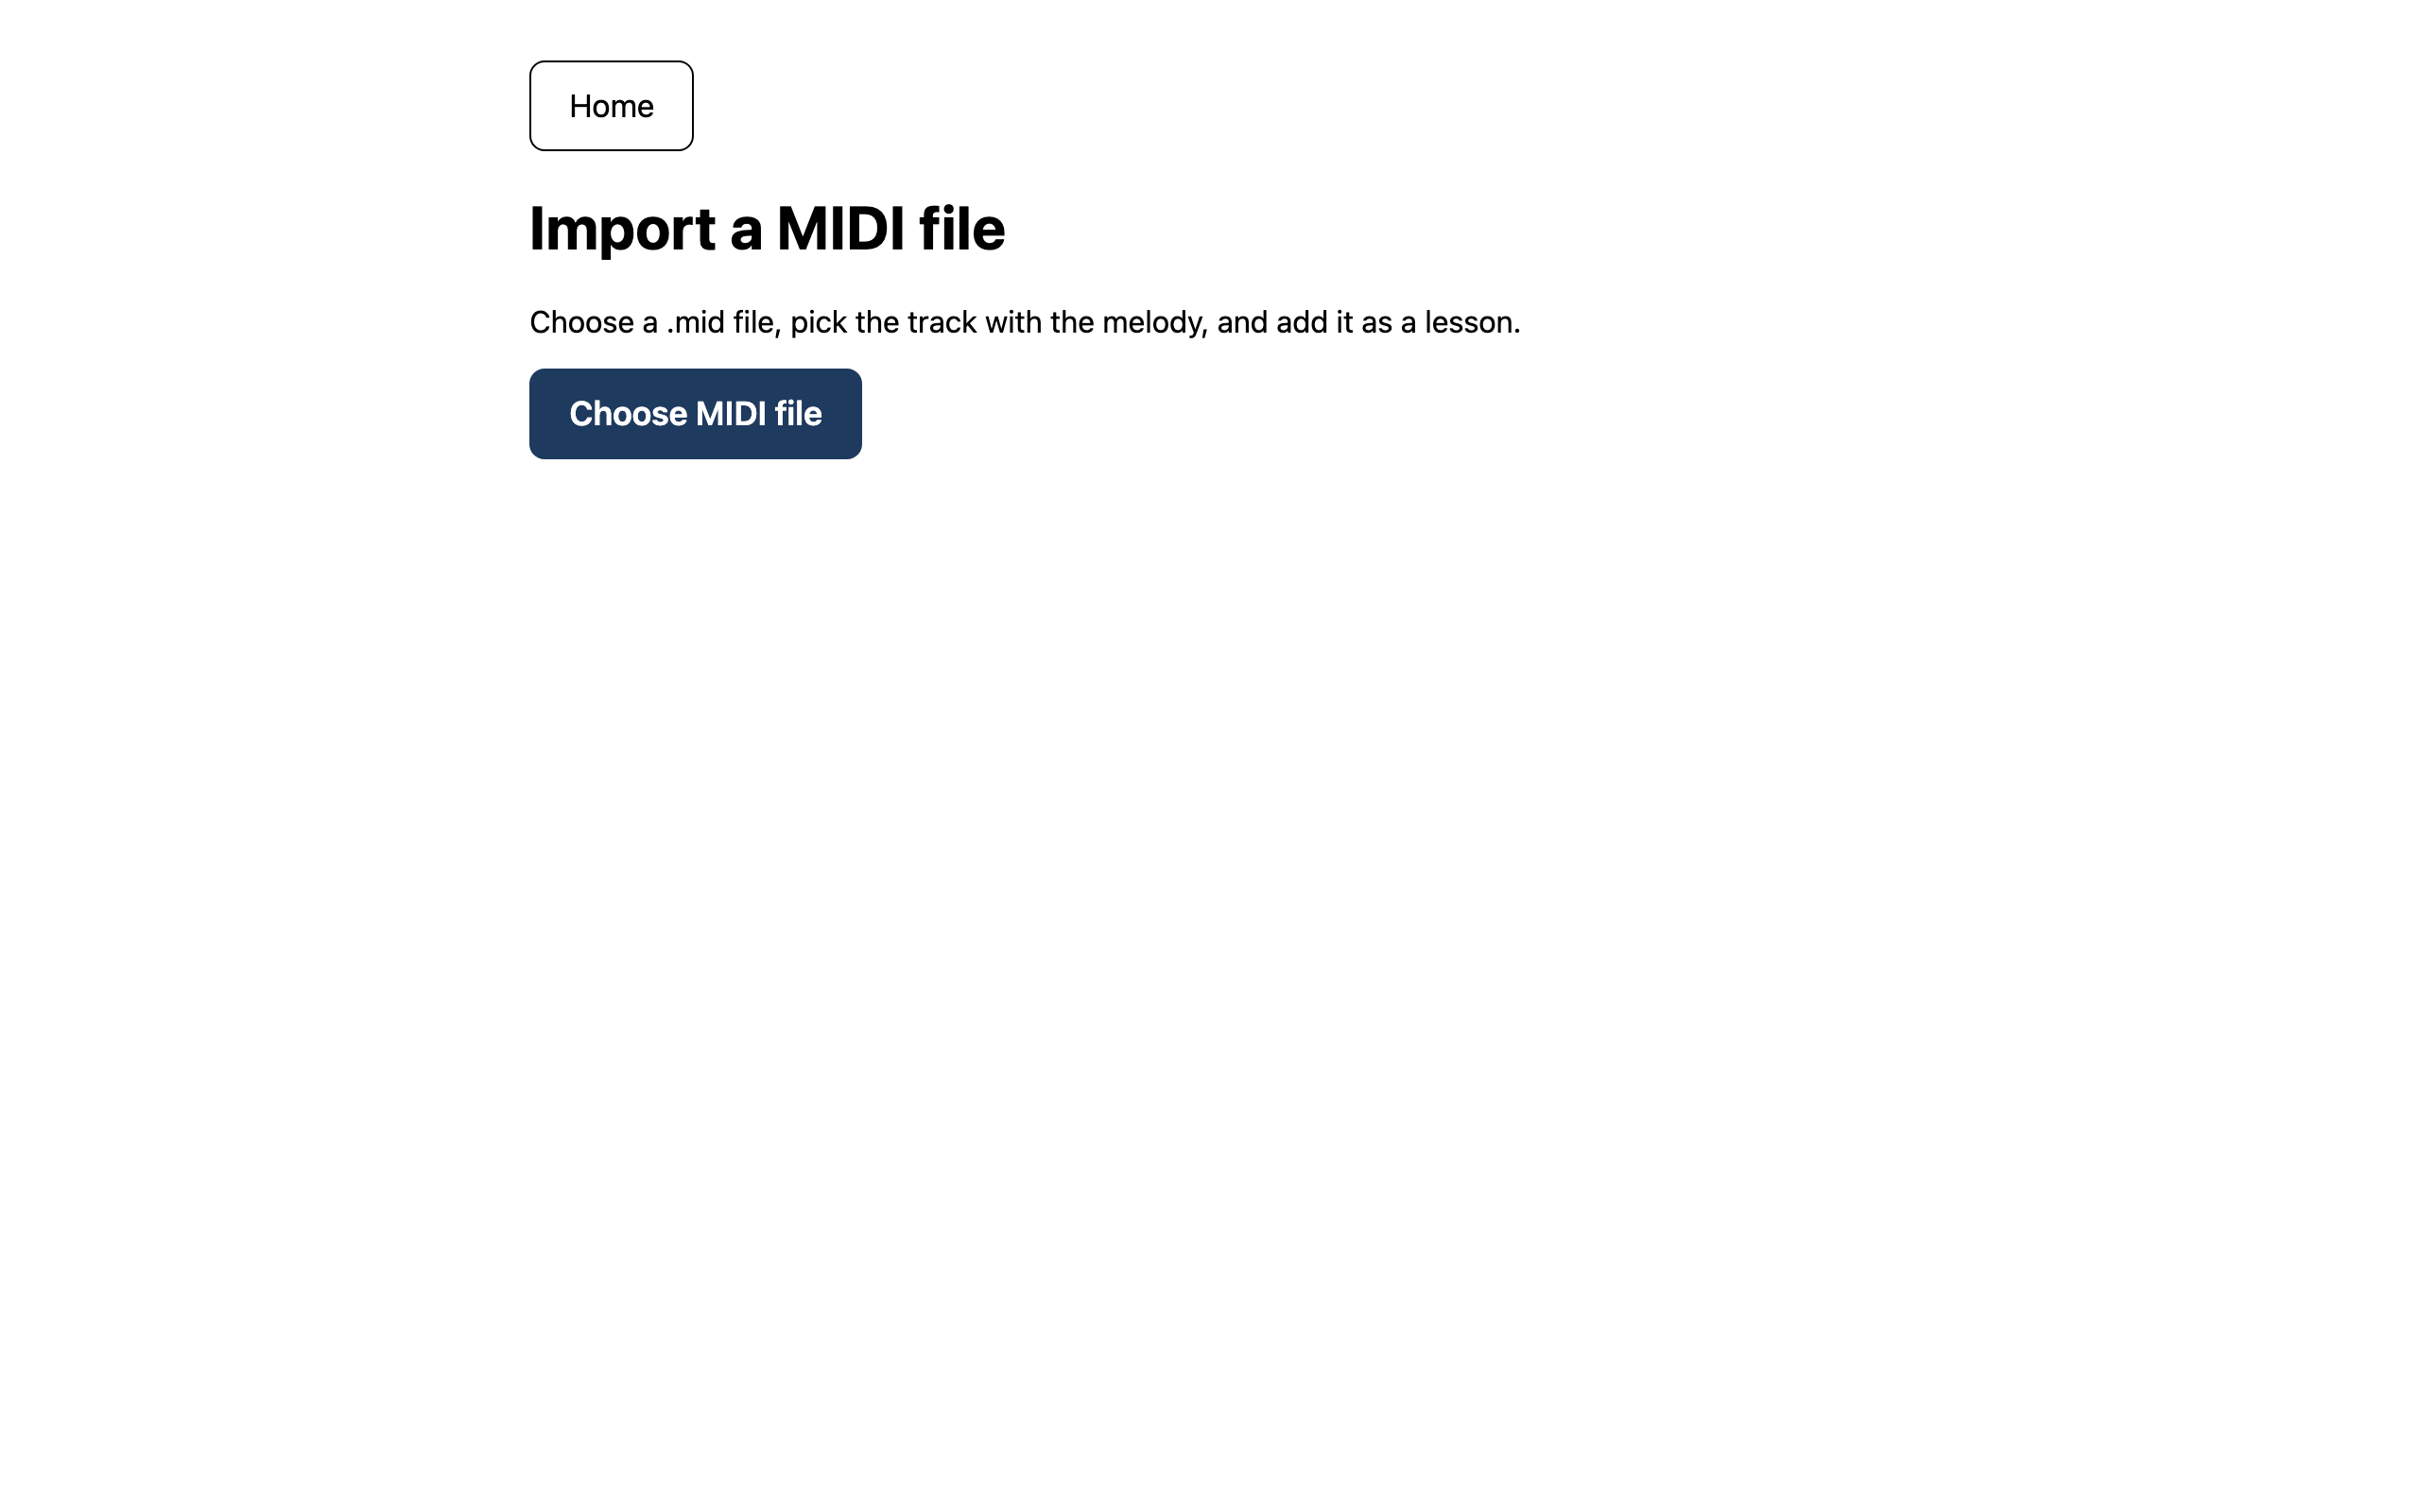 Home
Import a MIDI file
Choose a .mid file, pick the track with the melody, and add it as a lesson.
Choose MIDI file